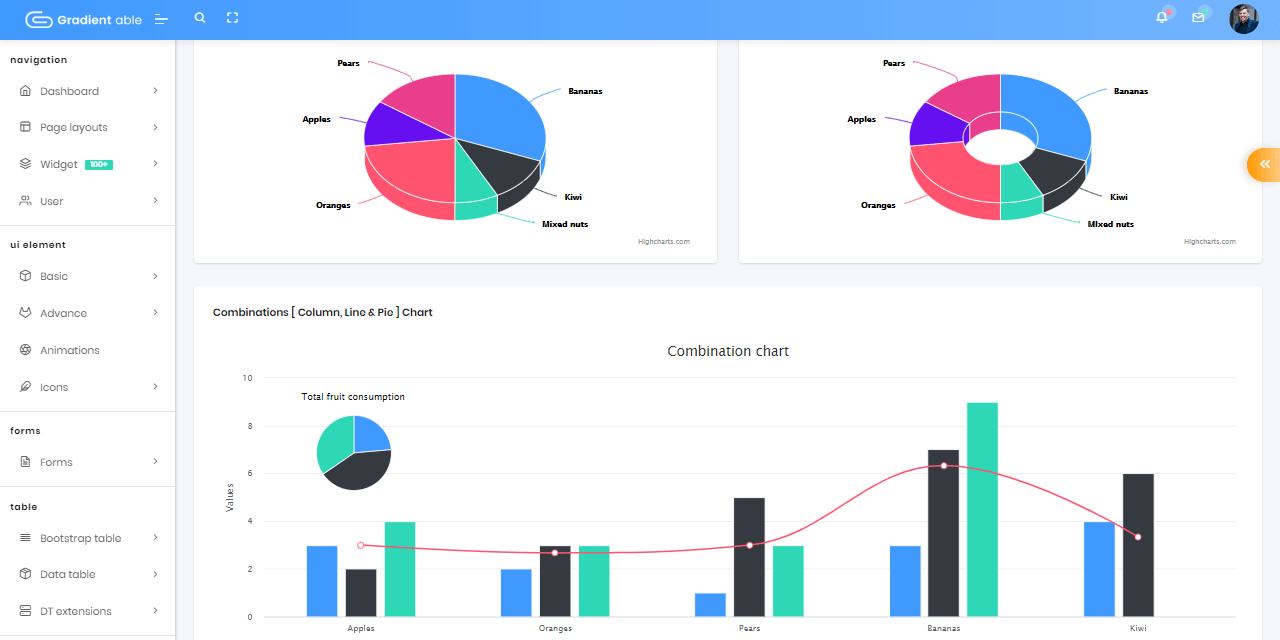 Gradient able
navigation
Dashboard
Page layouts
Widget 100+
User
ui element
Basic
Advance
Animations
Icons
forms
Forms
table
Bootstrap table
Data table
DT extensions
Pears
Bananas
Apples
Oranges
Kiwi
Mixed nuts
Highcharts.com
Pears
Bananas
Apples
Oranges
Kiwi
Mixed nuts
Highcharts.com
Combinations [ Column, Line & Pie ] Chart
Combination chart
Total fruit consumption
Values
10
8
6
4
2
0
Apples
Oranges
Pears
Bananas
Kiwi